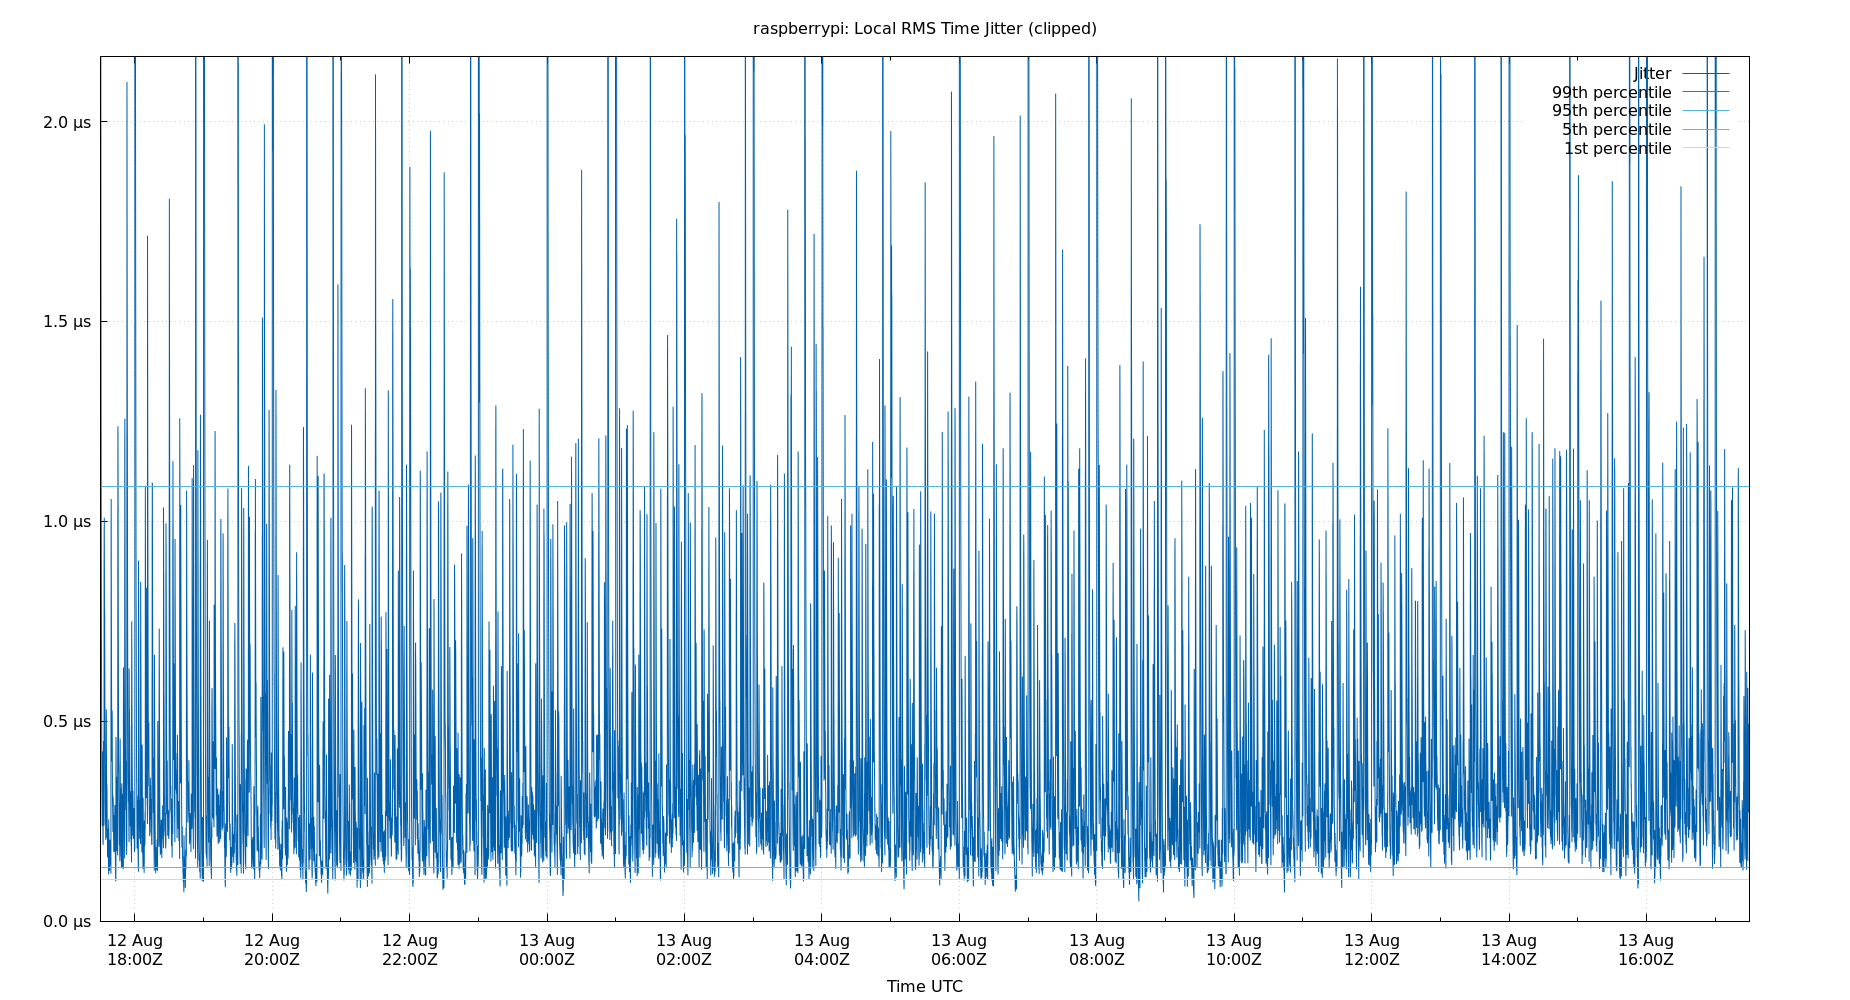 raspberrypi: Local RMS Time Jitter (clipped)
Jitter
99th percentile
95th percentile
5th percentile
1st percentile
2.0 µs
1.5 µs
1.0 µs
0.5 µs
0.0 µs
12 Aug 12 Aug 12 Aug 13 Aug 13 Aug 13 Aug 13 Aug 13 Aug 13 Aug 13 Aug 13 Aug 13 Aug
18:00Z 20:00Z 22:00Z 00:00Z 02:00Z 04:00Z 06:00Z 08:00Z 10:00Z 12:00Z 14:00Z 16:00Z
Time UTC